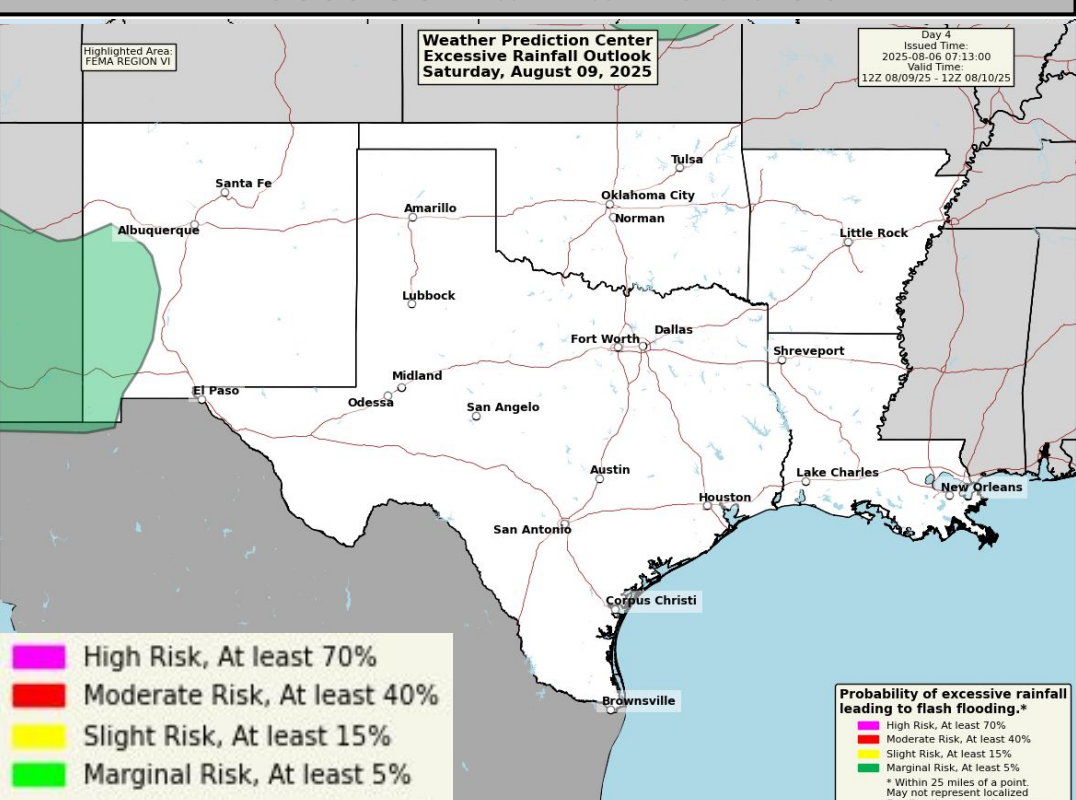 Highlighted Area:
FEMA REGION VI
Weather Prediction Center
Excessive Rainfall Outlook
Saturday, August 09, 2025
Day 4
Issued Time:
2025-08-06 07:13:00
Valid Time:
12Z 08/09/25 - 12Z 08/10/25
Tulsa
Santa Fe
Oklahoma City
Amarillo
Norman
Albuquerque
Little Rock
Lubbock
Dallas
Fort Worth
Shreveport
Midland
El Paso
Odessa
San Angelo
Austin
Lake Charles
New Orleans
Houston
San Antonio
Corpus Christi
Brownsville
High Risk, At least 70%
Moderate Risk, At least 40%
Slight Risk, At least 15%
Marginal Risk, At least 5%
Probability of excessive rainfall
leading to flash flooding.*
High Risk, At least 70%
Moderate Risk, At least 40%
Slight Risk, At least 15%
Marginal Risk, At least 5%
* Within 25 miles of a point.
May not represent localized